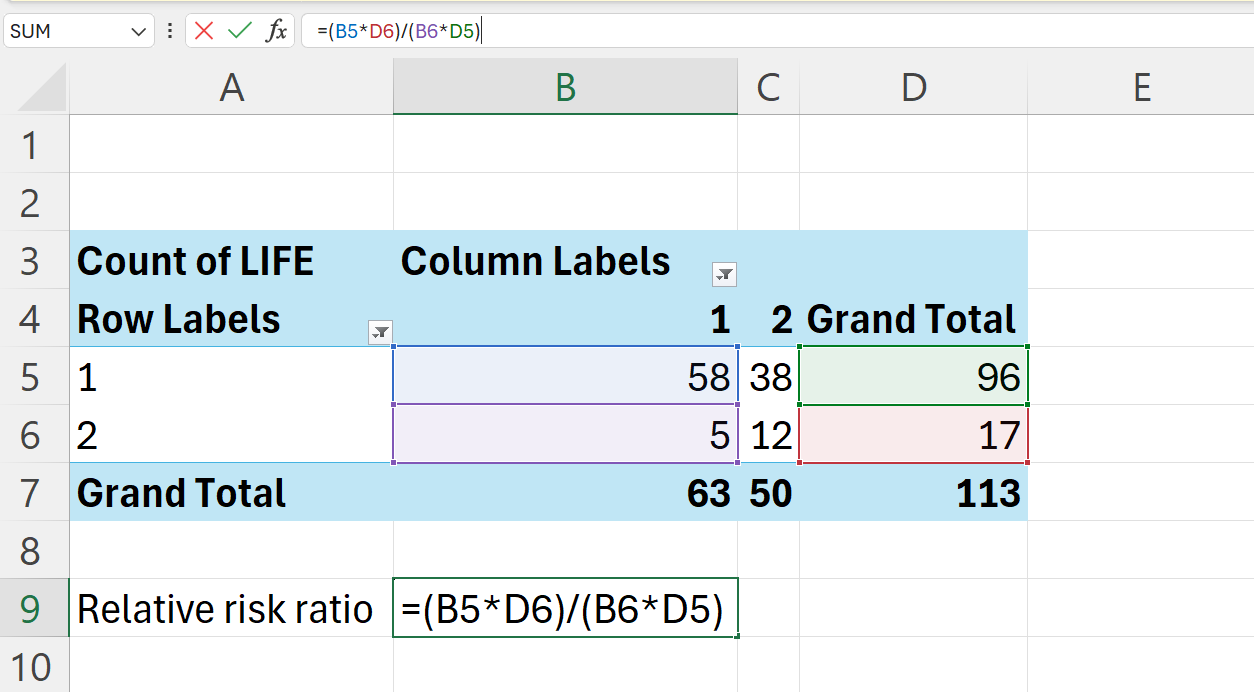 SUM fx =(B5*D6)/(B6*D5)
A B C D E
1
2
3 Count of LIFE Column Labels
4 Row Labels 1 2 Grand Total
5 1 58 38 96
6 2 5 12 17
7 Grand Total 63 50 113
8
9 Relative risk ratio =(B5*D6)/(B6*D5)
10